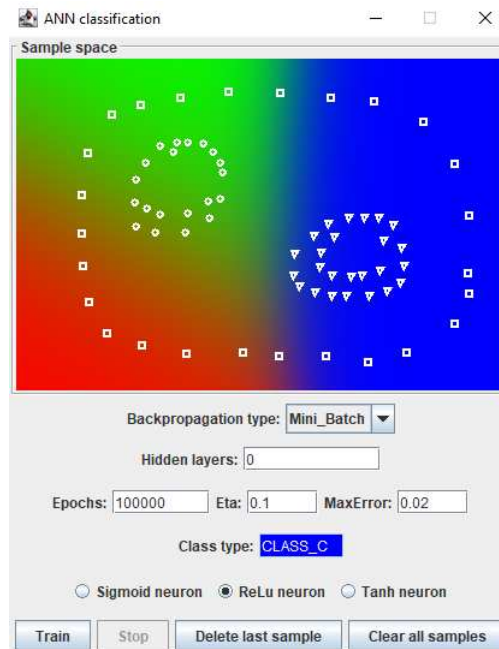 ANN classification
Sample space
Backpropagation type: Mini_Batch
Hidden layers: 0
Epochs: 100000 Eta: 0.1 MaxError: 0.02
Class type: CLASS_C
Sigmoid neuron ReLu neuron Tanh neuron
Train Stop Delete last sample Clear all samples